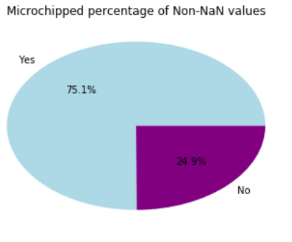 Microchipped percentage of Non-NaN values
Yes
75.1%
24.9%
No